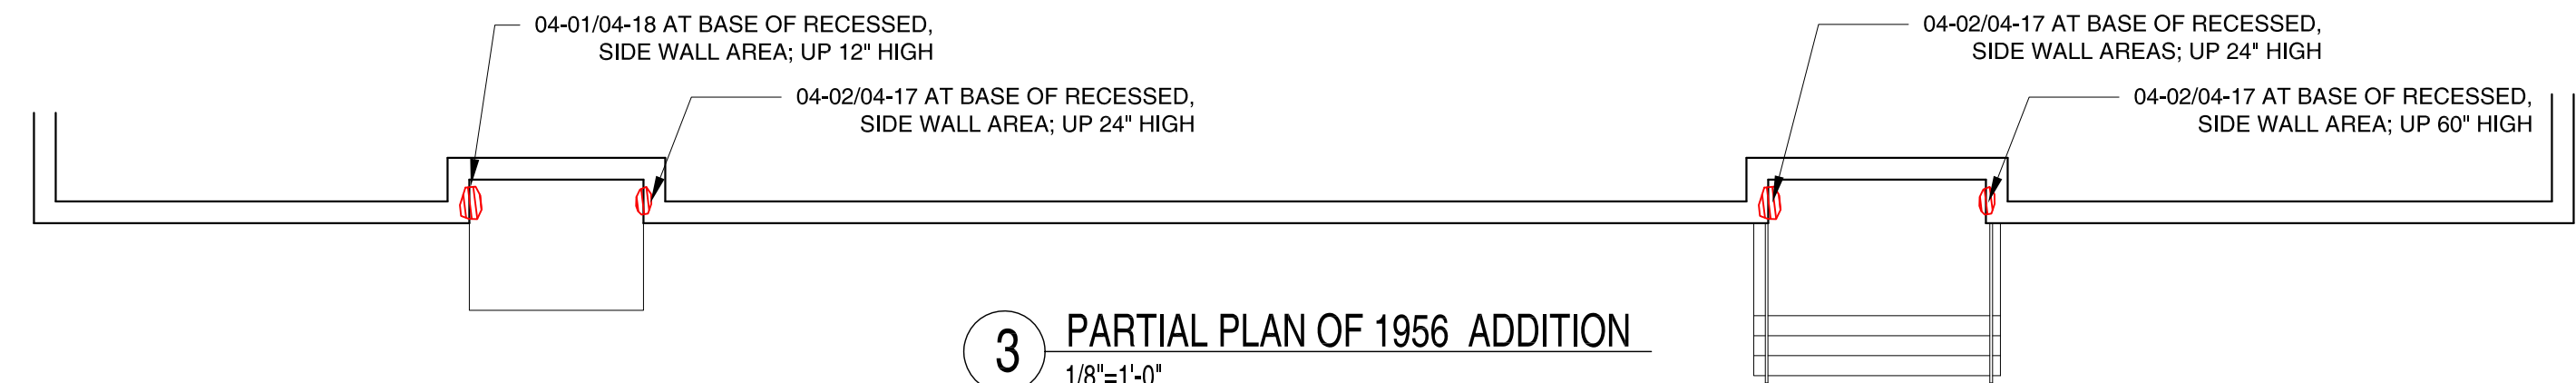 04-01/04-18 AT BASE OF RECESSED,
SIDE WALL AREA; UP 12" HIGH
04-02/04-17 AT BASE OF RECESSED,
SIDE WALL AREA; UP 24" HIGH
04-02/04-17 AT BASE OF RECESSED,
SIDE WALL AREAS; UP 24" HIGH
04-02/04-17 AT BASE OF RECESSED,
SIDE WALL AREA; UP 60" HIGH
3 PARTIAL PLAN OF 1956 ADDITION
1/8"=1'-0"